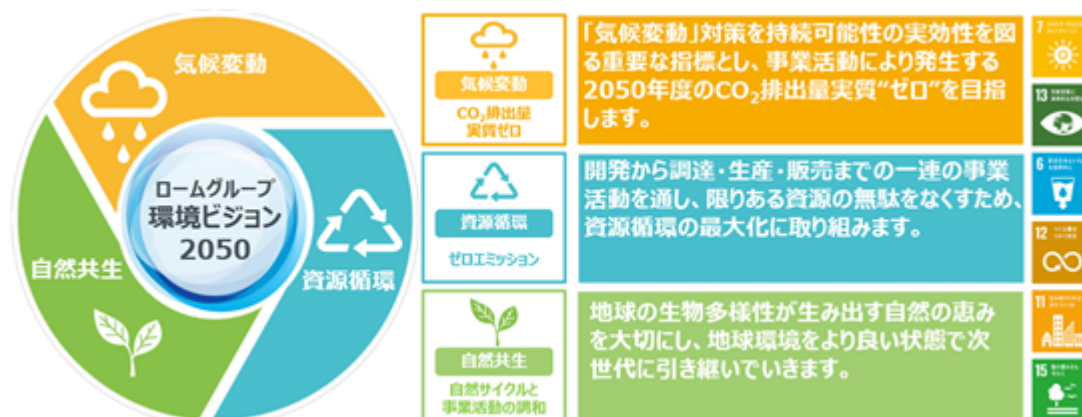 気候変動
ロームグループ
環境ビジョン
2050
自然共生
資源循環
気候変動
CO₂排出量
実質ゼロ
「気候変動」対策を持続可能性の実効性を図
る重要な指標とし、事業活動により発生する
2050年度のCO₂排出量実質“ゼロ”を目指
します。
資源循環
ゼロエミッション
開発から調達・生産・販売までの一連の事業
活動を通し、限りある資源の無駄をなくすため、
資源循環の最大化に取り組みます。
自然共生
自然サイクルと
事業活動の調和
地球の生物多様性が生み出す自然の恵み
を大切にし、地球環境をより良い状態で次
世代に引き継いでいきます。
7
13
6
12
11
15